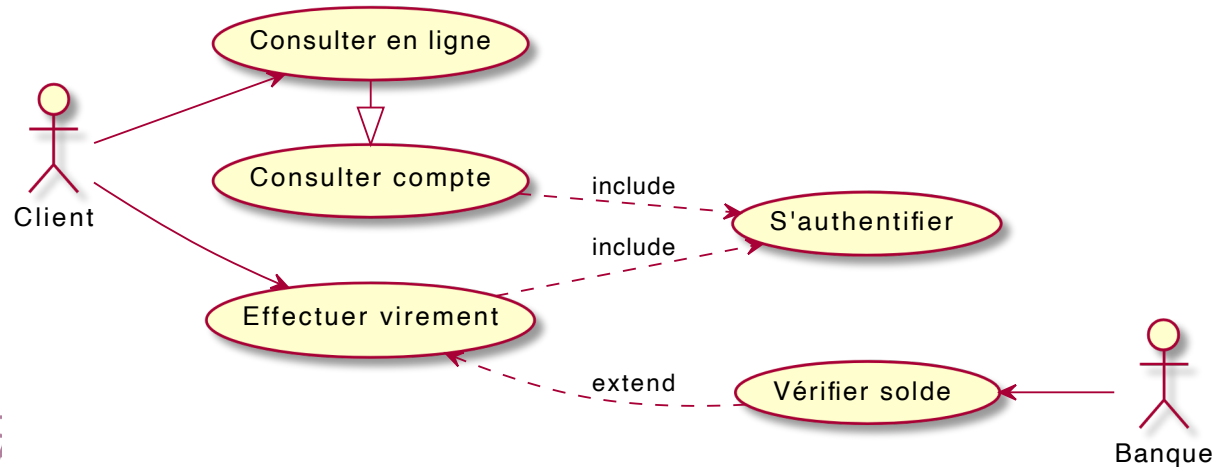 Consulter en ligne
Client
Consulter compte
include
S'authentifier
include
Effectuer virement
extend
Vérifier solde
Banque